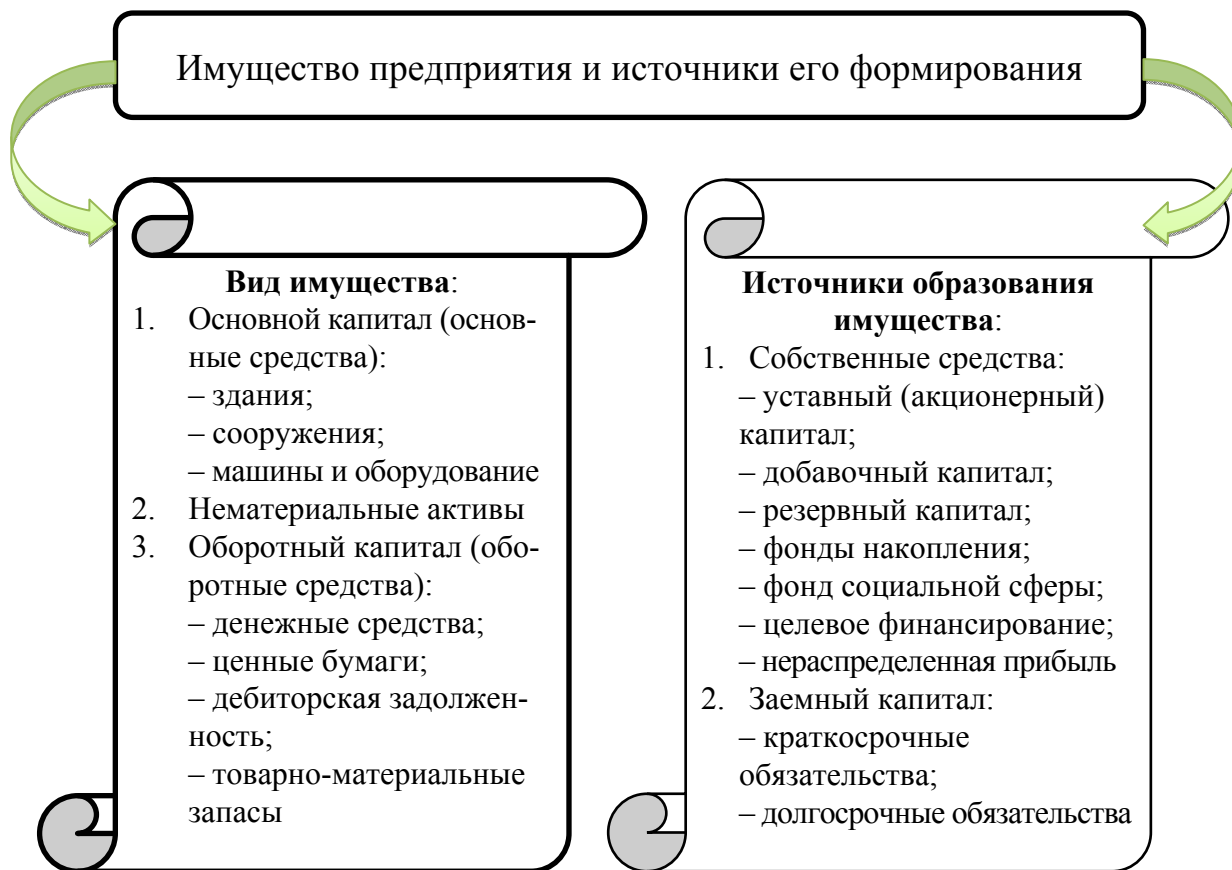 Имущество предприятия и источники его формирования
Вид имущества:
1. Основной капитал (основ-
ные средства):
– здания;
– сооружения;
– машины и оборудование
2. Нематериальные активы
3. Оборотный капитал (обо-
ротные средства):
– денежные средства;
– ценные бумаги;
– дебиторская задолжен-
ность;
– товарно-материальные
запасы
Источники образования
имущества:
1. Собственные средства:
– уставный (акционерный)
капитал;
– добавочный капитал;
– резервный капитал;
– фонды накопления;
– фонд социальной сферы;
– целевое финансирование;
– нераспределенная прибыль
2. Заемный капитал:
– краткосрочные
обязательства;
– долгосрочные обязательства